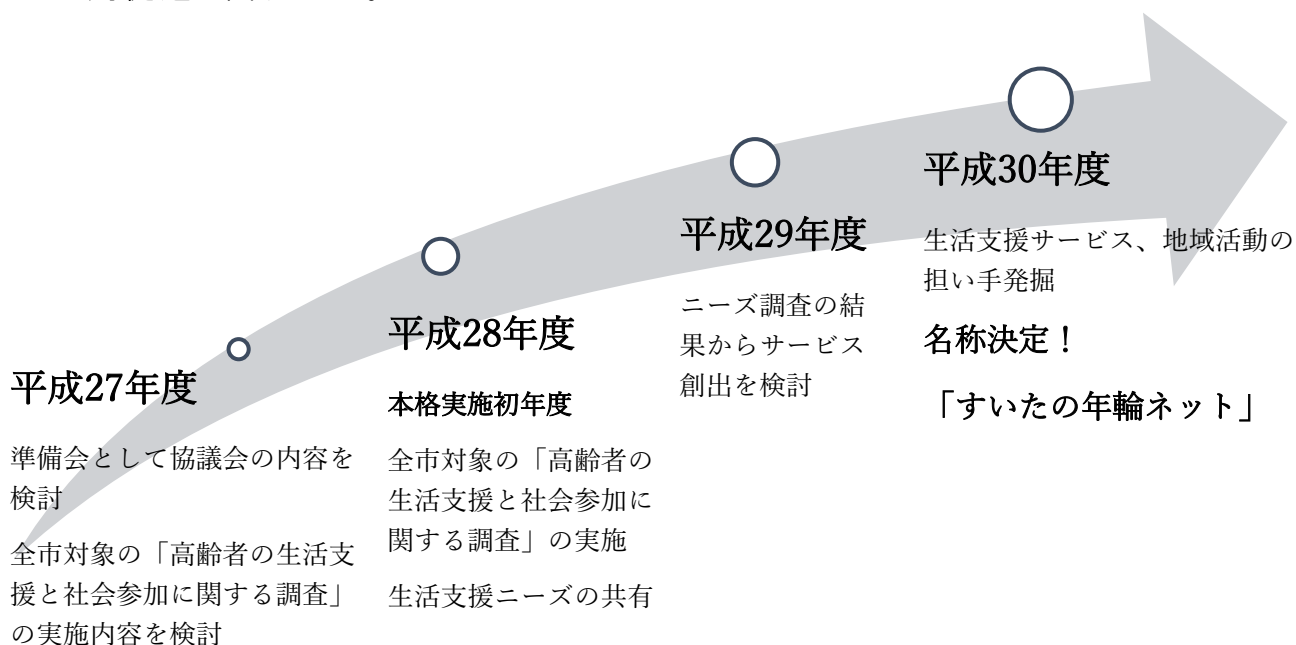 平成27年度
準備会として協議会の内容を
検討
全市対象の「高齢者の生活支
援と社会参加に関する調査」
の実施内容を検討
平成28年度
本格実施初年度
全市対象の「高齢者の
生活支援と社会参加に
関する調査」の実施
生活支援ニーズの共有
平成29年度
ニーズ調査の結
果からサービス
創出を検討
平成30年度
生活支援サービス、地域活動の
担い手発掘
名称決定！
「すいたの年輪ネット」